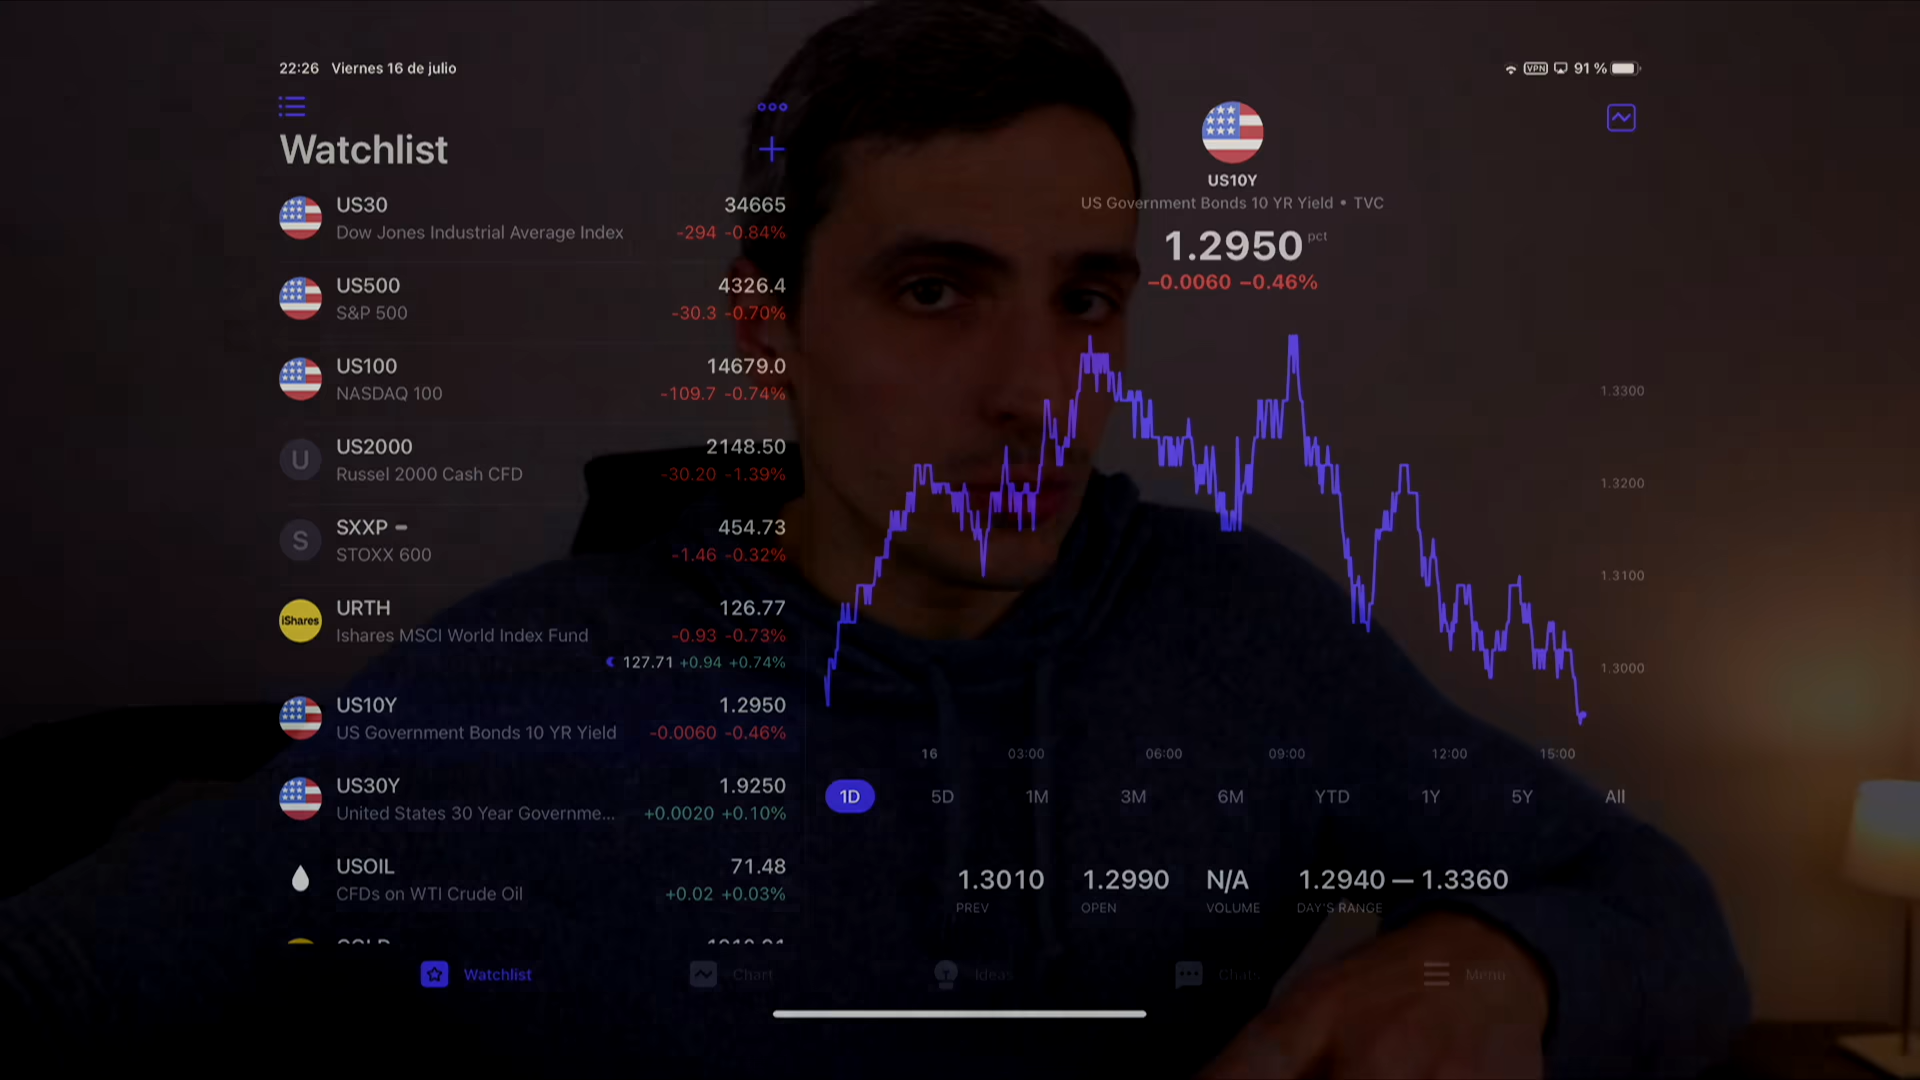 22:26 Viernes 16 de julio
VPN 91 %
Watchlist
US30 34665
Dow Jones Industrial Average Index -294 -0.84%
US500 4326.4
S&P 500 -30.3 -0.70%
US100 14679.0
NASDAQ 100 -109.7 -0.74%
U US2000 2148.50
Russel 2000 Cash CFD -30.20 -1.39%
S SXXP 454.73
STOXX 600 -1.46 -0.32%
iShares URTH 126.77
Ishares MSCI World Index Fund -0.93 -0.73%
127.71 +0.94 +0.74%
US10Y 1.2950
US Government Bonds 10 YR Yield -0.0060 -0.46%
US30Y 1.9250
United States 30 Year Governme... +0.0020 +0.10%
USOIL 71.48
CFDs on WTI Crude Oil +0.02 +0.03%
US10Y
US Government Bonds 10 YR Yield • TVC
1.2950 pct
−0.0060 −0.46%
1.3300
1.3200
1.3100
1.3000
16 03:00 06:00 09:00 12:00 15:00
1D 5D 1M 3M 6M YTD 1Y 5Y All
1.3010 1.2990 N/A 1.2940 — 1.3360
PREV OPEN VOLUME DAY'S RANGE
Watchlist Chart Ideas Chats Menu